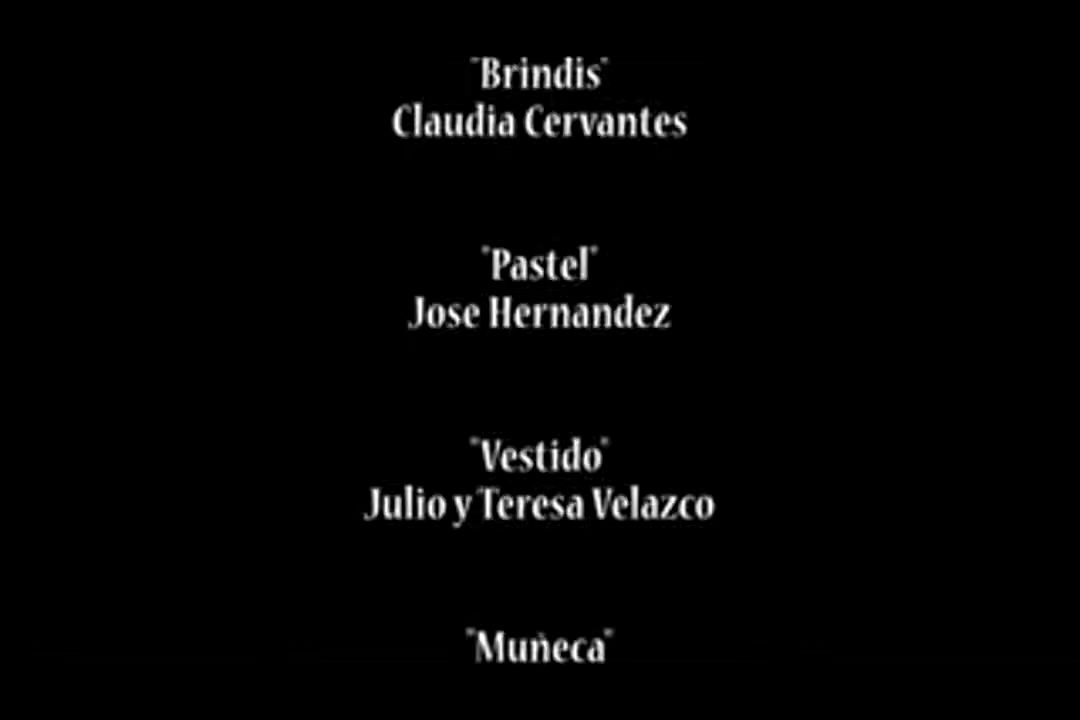 "Brindis"
Claudia Cervantes
"Pastel"
Jose Hernandez
"Vestido"
Julio y Teresa Velazco
"Muñeca"